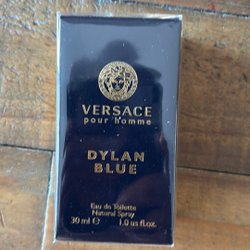 VERSACE
pour homme
DYLAN
BLUE
Eau de Toilette
Natural Spray
30 ml ℮ 1.0 us fl.oz.